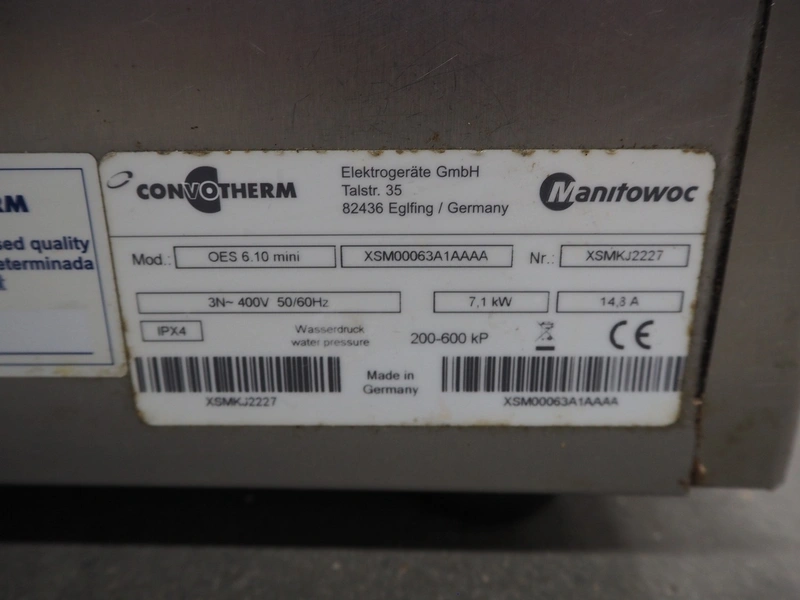 RM
sed quality
eterminada
CONVOTHERM
Elektrogeräte GmbH
Talstr. 35
82436 Eglfing / Germany
Manitowoc
Mod.: OES 6.10 mini XSM00063A1AAAA Nr.: XSMKJ2227
3N~ 400V 50/60Hz 7,1 kW 14,3 A
IPX4 Wasserdruck
water pressure 200-600 kP CE
Made in
Germany
XSMKJ2227 XSM00063A1AAAA